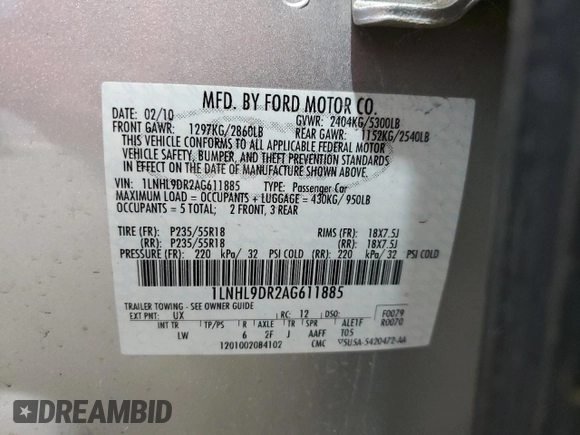 MFD. BY FORD MOTOR CO.
DATE: 02/10 GVWR: 2404KG/5300LB
FRONT GAWR: 1297KG/2860LB REAR GAWR: 1152KG/2540LB
THIS VEHICLE CONFORMS TO ALL APPLICABLE FEDERAL MOTOR
VEHICLE SAFETY, BUMPER, AND THEFT PREVENTION STANDARDS
IN EFFECT ON THE DATE OF MANUFACTURE SHOWN ABOVE.
VIN: 1LNHL9DR2AG611885 TYPE: Passenger Car
MAXIMUM LOAD = OCCUPANTS + LUGGAGE = 430KG/950LB
OCCUPANTS = 5 TOTAL; 2 FRONT, 3 REAR
TIRE (FR): P235/55R18 RIMS (FR): 18X7.5J
(RR): P235/55R18 (RR): 18X7.5J
PRESSURE (FR): 220 kPa/ 32 PSI COLD (RR): 220 kPa/ 32 PSI COLD
1LNHL9DR2AG611885
TRAILER TOWING - SEE OWNER GUIDE
EXT PNT: UX RC: 12 DSO: F0079
INT TR TP/PS R AXLE TR SPR ALETF R0070
LW 6 2F J AAFF T05
1201002084102 CMC 5U5A-5420472-AA
DREAMBID